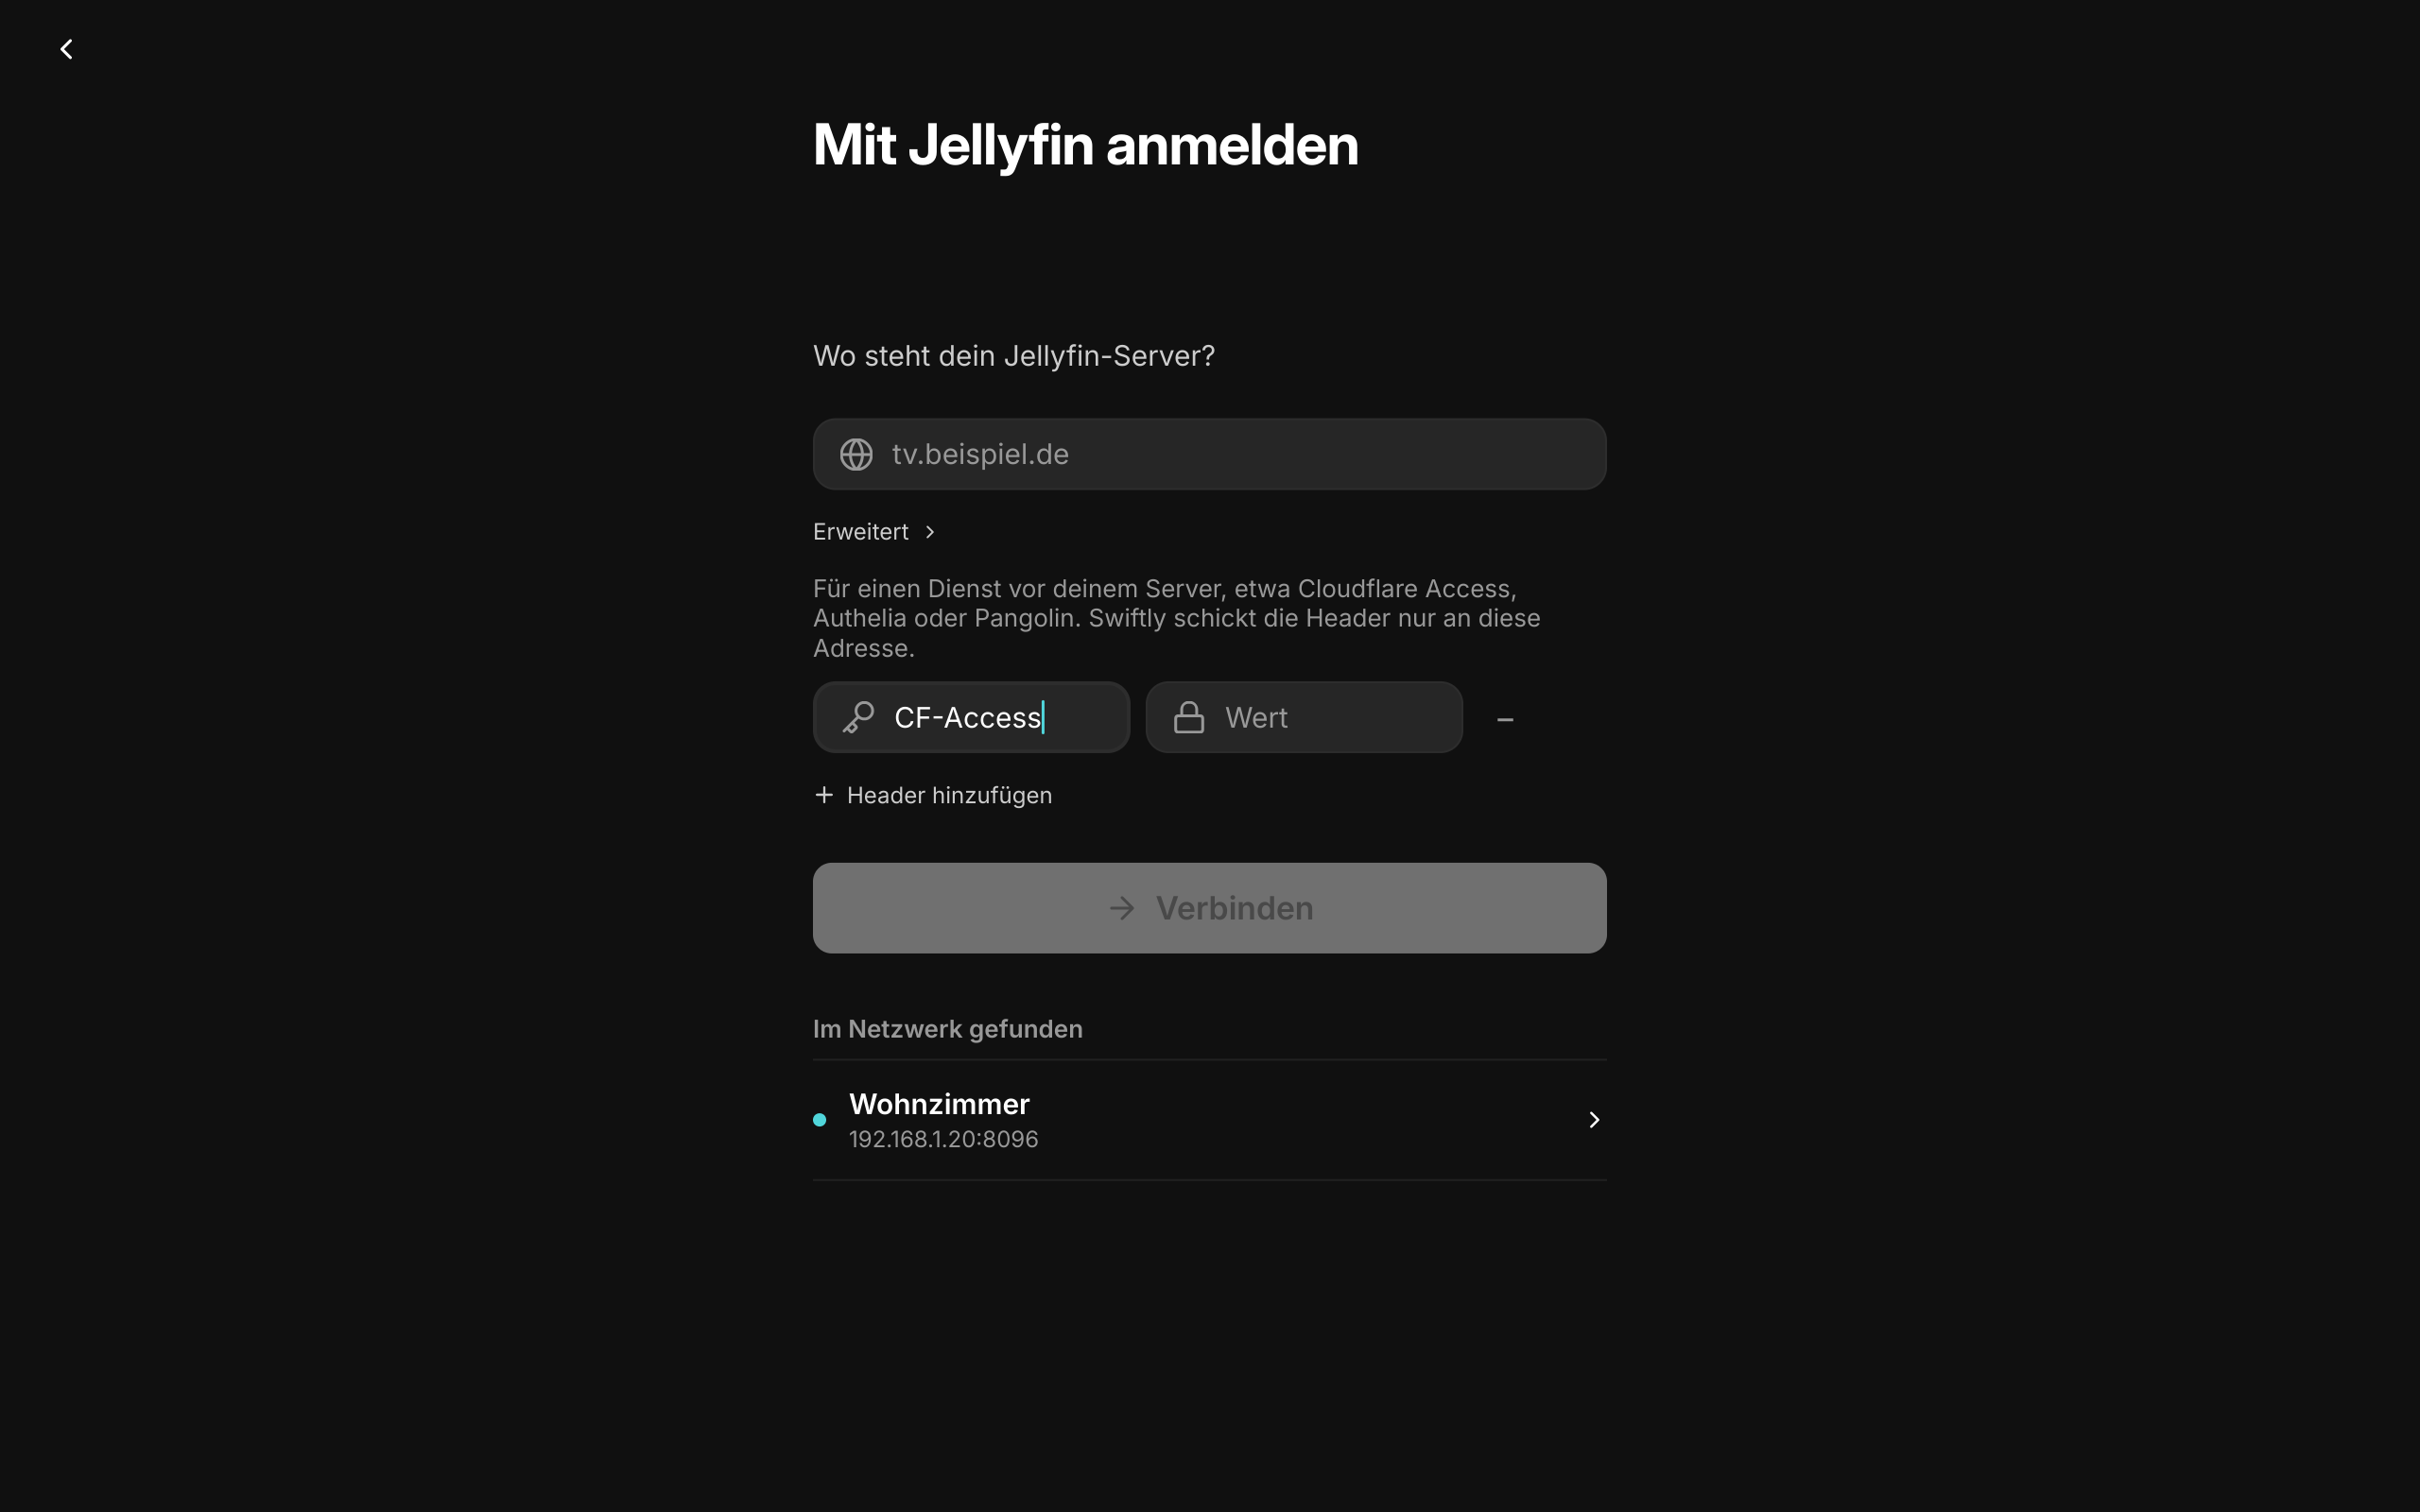 Mit Jellyfin anmelden
Wo steht dein Jellyfin-Server?
tv.beispiel.de
Erweitert
Für einen Dienst vor deinem Server, etwa Cloudflare Access,
Authelia oder Pangolin. Swiftly schickt die Header nur an diese
Adresse.
CF-Access
Wert
Header hinzufügen
Verbinden
Im Netzwerk gefunden
Wohnzimmer
192.168.1.20:8096